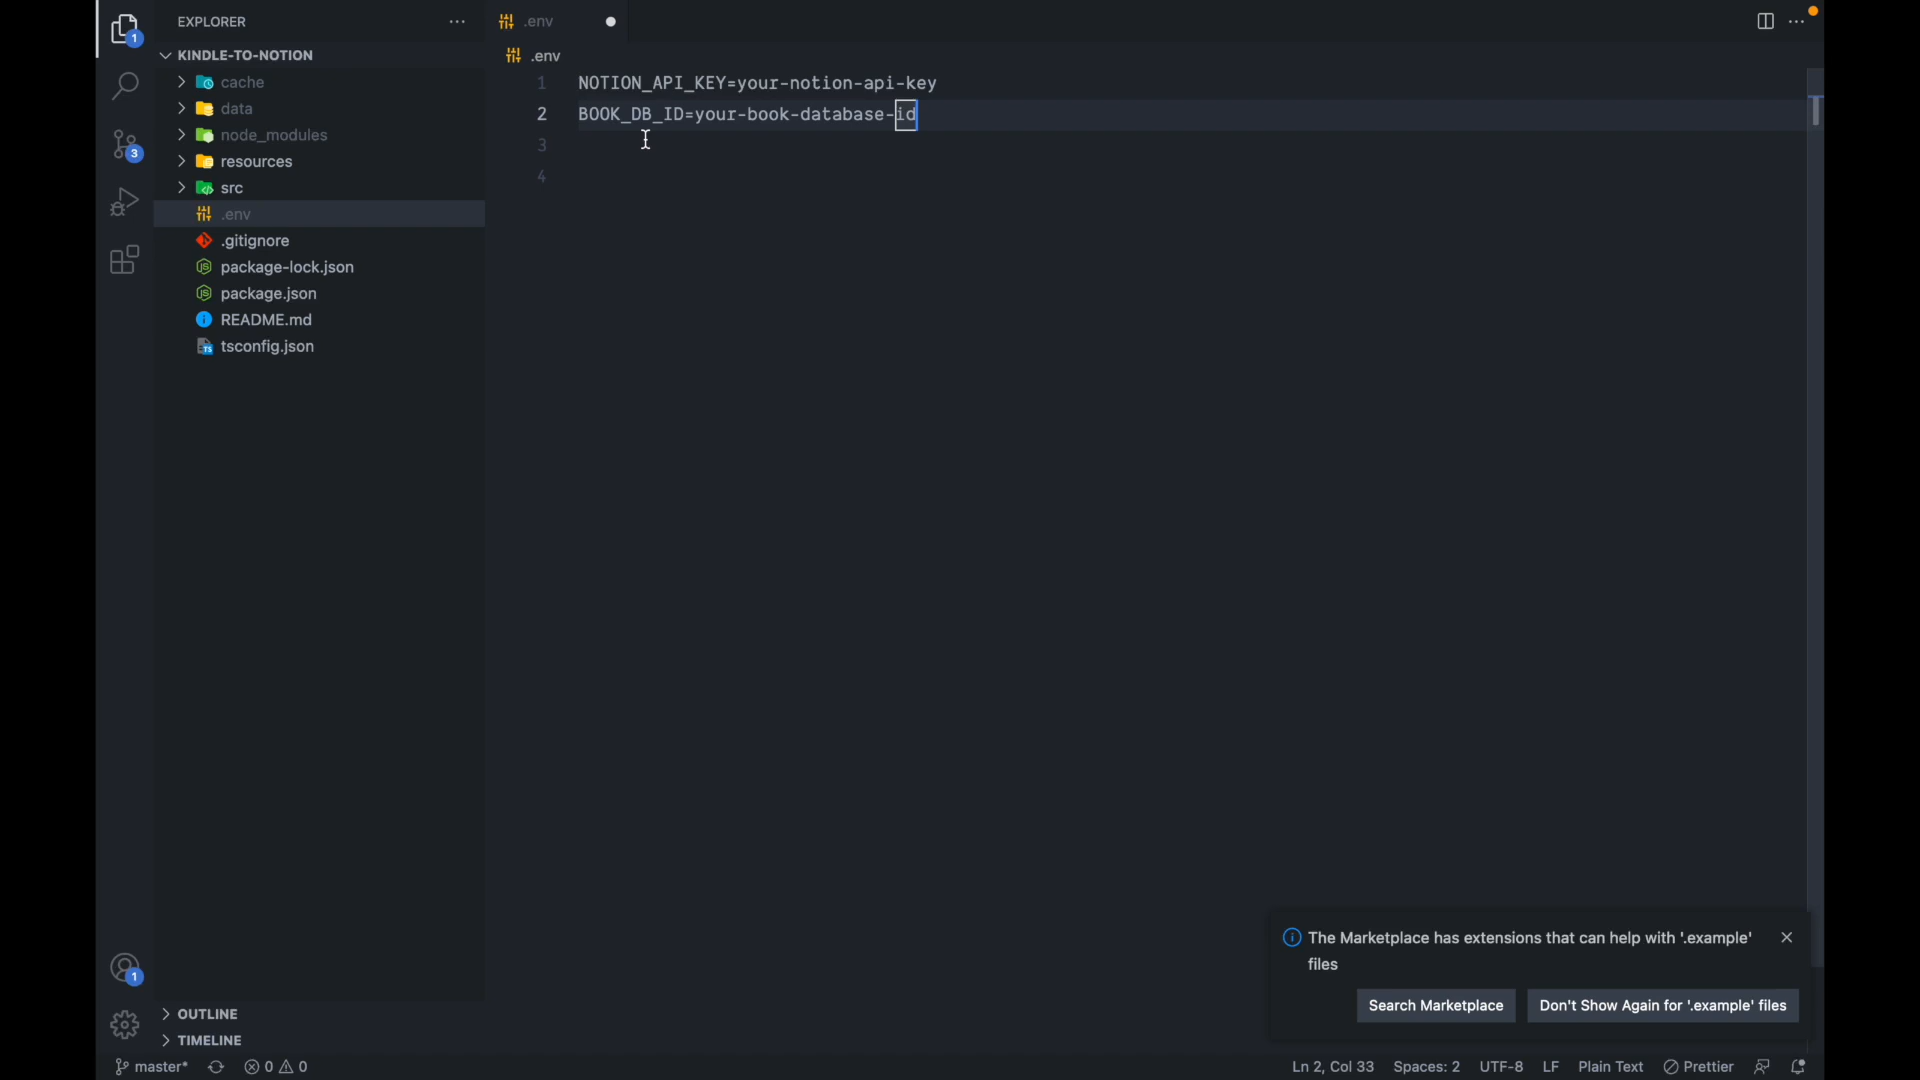 EXPLORER
.env
1
KINDLE-TO-NOTION
.env
cache
1 NOTION_API_KEY=your-notion-api-key
data
2 BOOK_DB_ID=your-book-database-id
node_modules
3
3
resources
4
src
.env
.gitignore
package-lock.json
package.json
README.md
tsconfig.json
The Marketplace has extensions that can help with '.example'
files
1
Search Marketplace
Don't Show Again for '.example' files
OUTLINE
TIMELINE
master*
0
0
Ln 2, Col 33
Spaces: 2
UTF-8
LF
Plain Text
Prettier